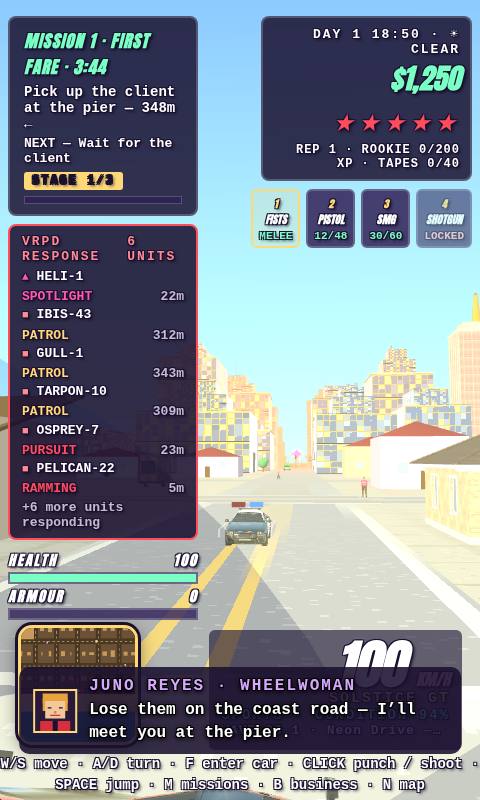 MISSION 1 · FIRST
FARE · 3:44
Pick up the client
at the pier — 348m
←
NEXT — Wait for the
client
STAGE 1/3
DAY 1 18:50 · ☀
CLEAR
$1,250
★ ★ ★ ★ ★
REP 1 · ROOKIE 0/200
XP · TAPES 0/40
1
FISTS
MELEE
2
PISTOL
12/48
3
SMG
30/60
4
SHOTGUN
LOCKED
VRPD RESPONSE 6 UNITS
▲ HELI-1
SPOTLIGHT 22m
■ IBIS-43
PATROL 312m
■ GULL-1
PATROL 343m
■ TARPON-10
PATROL 309m
■ OSPREY-7
PURSUIT 23m
■ PELICAN-22
RAMMING 5m
+6 more units
responding
HEALTH 100
ARMOUR 0
100 KM/H
SOLSTICE GT
94%
1 · Neon Drive —…
JUNO REYES · WHEELWOMAN
Lose them on the coast road — I’ll
meet you at the pier.
W/S move · A/D turn · F enter car · CLICK punch / shoot ·
SPACE jump · M missions · B business · N map